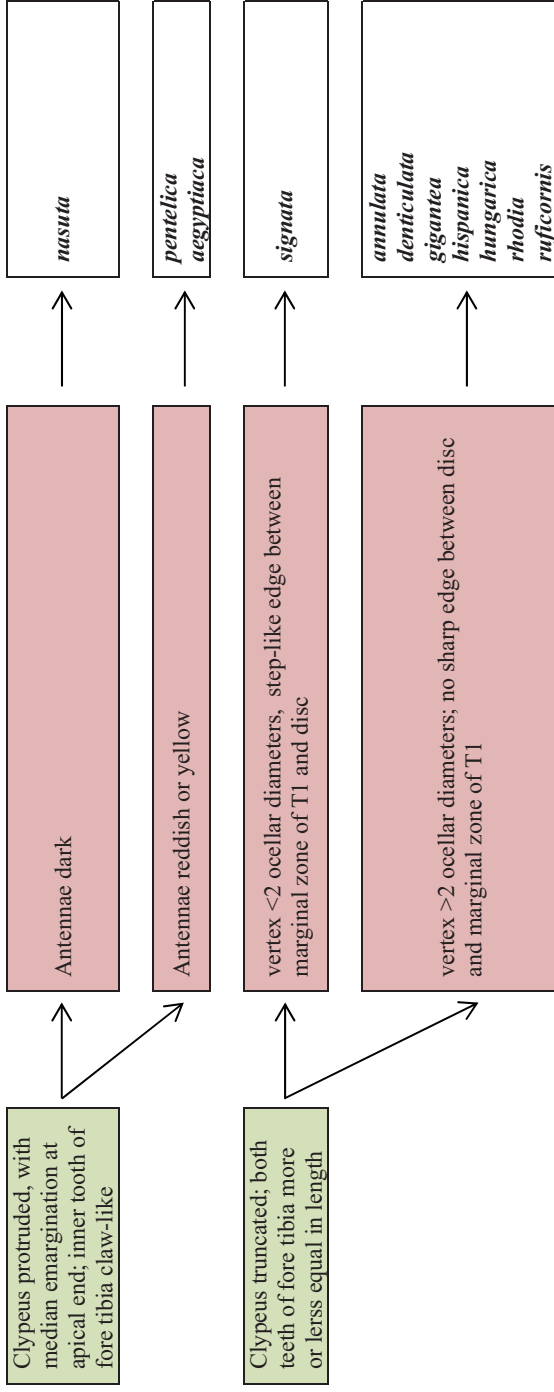 Clypeus protruded, with
median emargination at
apical end; inner tooth of
fore tibia claw-like
Antennae dark
nasuta
Antennae reddish or yellow
pentelica
aegyptiaca
Clypeus truncated; both
teeth of fore tibia more
or lerss equal in length
vertex <2 ocellar diameters, step-like edge between
marginal zone of T1 and disc
signata
vertex >2 ocellar diameters; no sharp edge between disc
and marginal zone of T1
annulata
denticulata
gigantea
hispanica
hungarica
rhodia
ruficornis